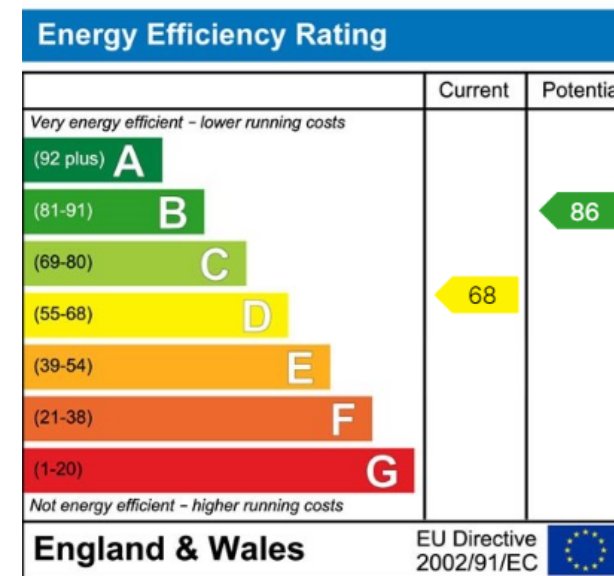 Energy Efficiency Rating
Current Potentia
Very energy efficient – lower running costs
(92 plus) A
(81-91) B
86
(69-80) C
68
(55-68) D
(39-54) E
(21-38) F
(1-20) G
Not energy efficient – higher running costs
England & Wales
EU Directive
2002/91/EC